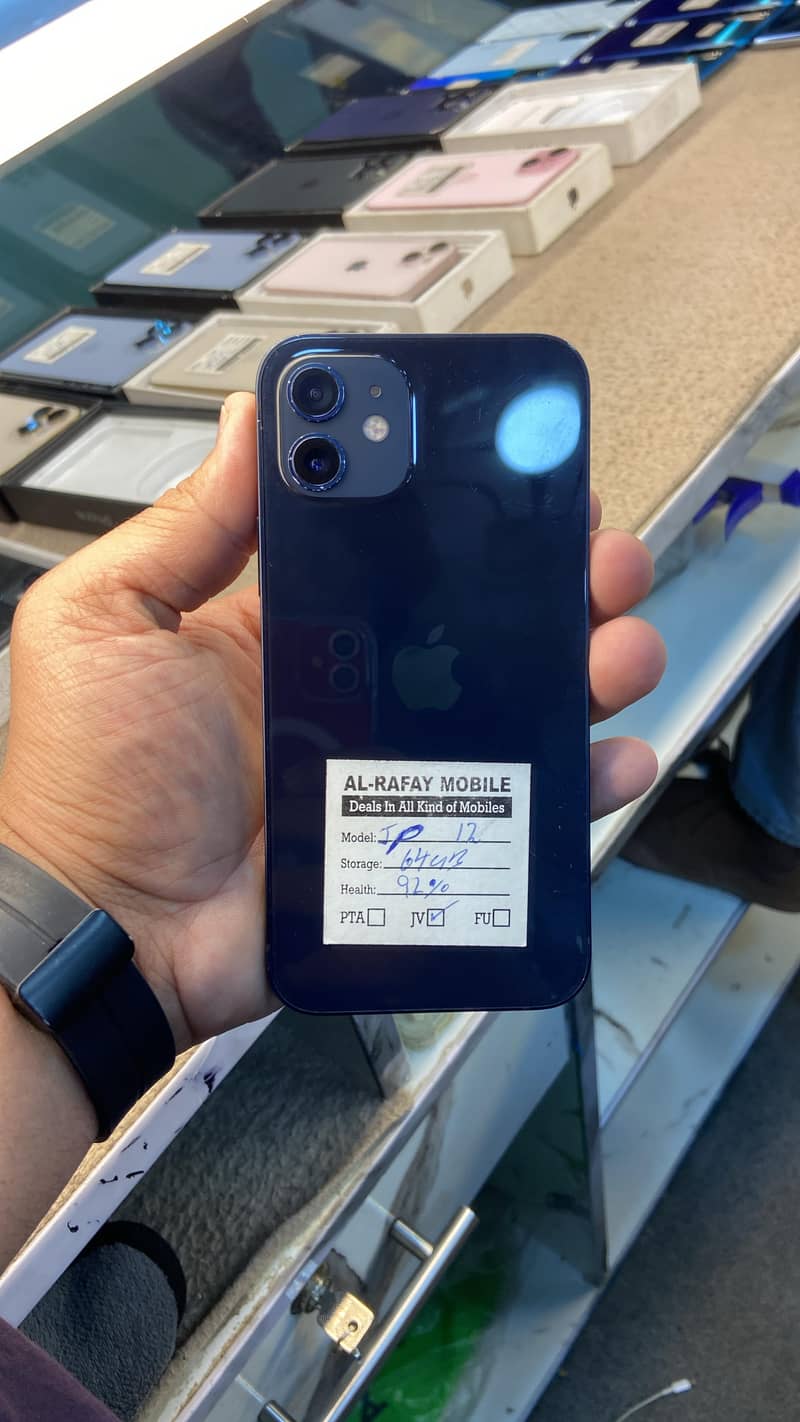 AL-RAFAY MOBILE
Deals In All Kind of Mobiles
Model: IP 12
Storage: 64GB
Health: 92%
PTA JV FU